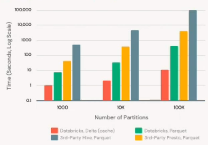 Time (Seconds, Log Scale)
100,000
10,000
1,000
100
10
1
0.1
1000
10K
100K
Number of Partitions
Databricks, Delta (cache)
Databricks, Parquet
3rd-Party Hive, Parquet
3rd-Party Presto, Parquet